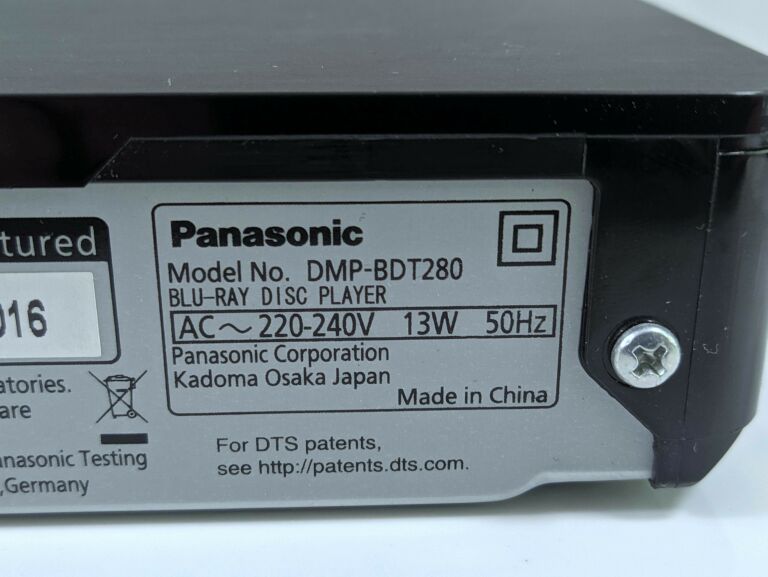 Panasonic
Model No. DMP-BDT280
BLU-RAY DISC PLAYER
AC～220-240V 13W 50Hz
Panasonic Corporation
Kadoma Osaka Japan
Made in China
For DTS patents,
see http://patents.dts.com.
tured
016
atories.
are
anasonic Testing
,Germany